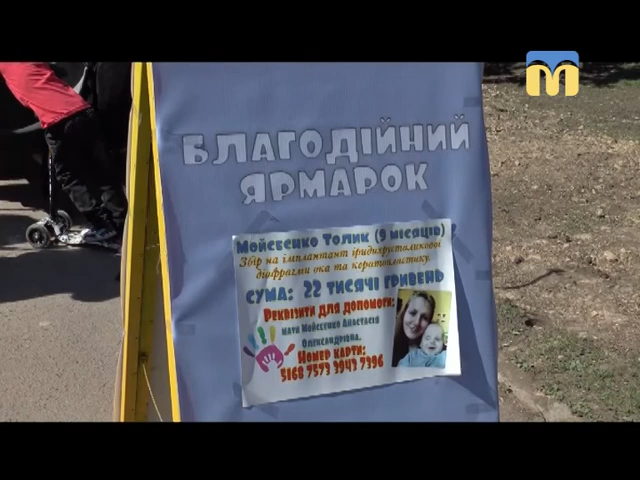 БЛАГОДІЙНИЙ
ЯРМАРОК
Мойсеєнко Толик (9 місяців)
Збір на імплантант іридохрусталикової
діафрагми ока та кератопластику.
СУМА: 22 ТИСЯЧІ ГРИВЕНЬ
Реквізити для допомоги:
мати Мойсеєнко Анастасія
Олександрівна.
Номер карти:
5168 7573 3943 7396